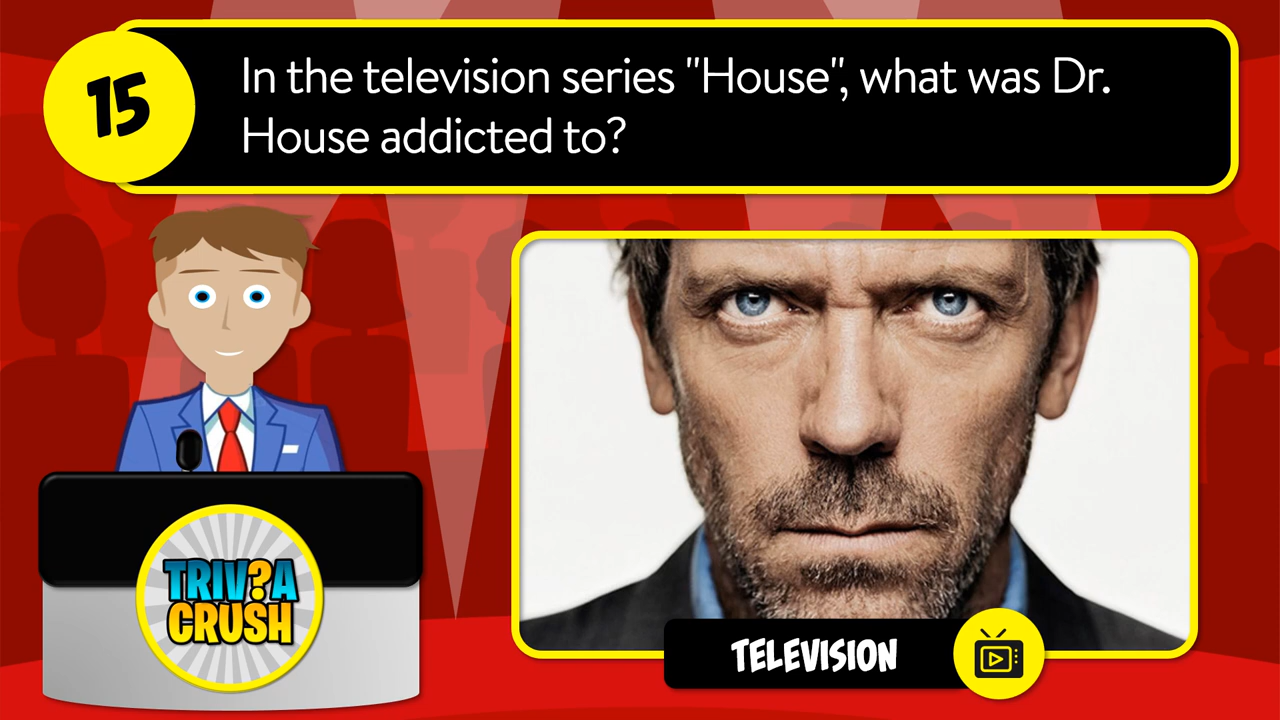 15
In the television series "House", what was Dr.
House addicted to?
TRIV?A
CRUSH
TELEVISION